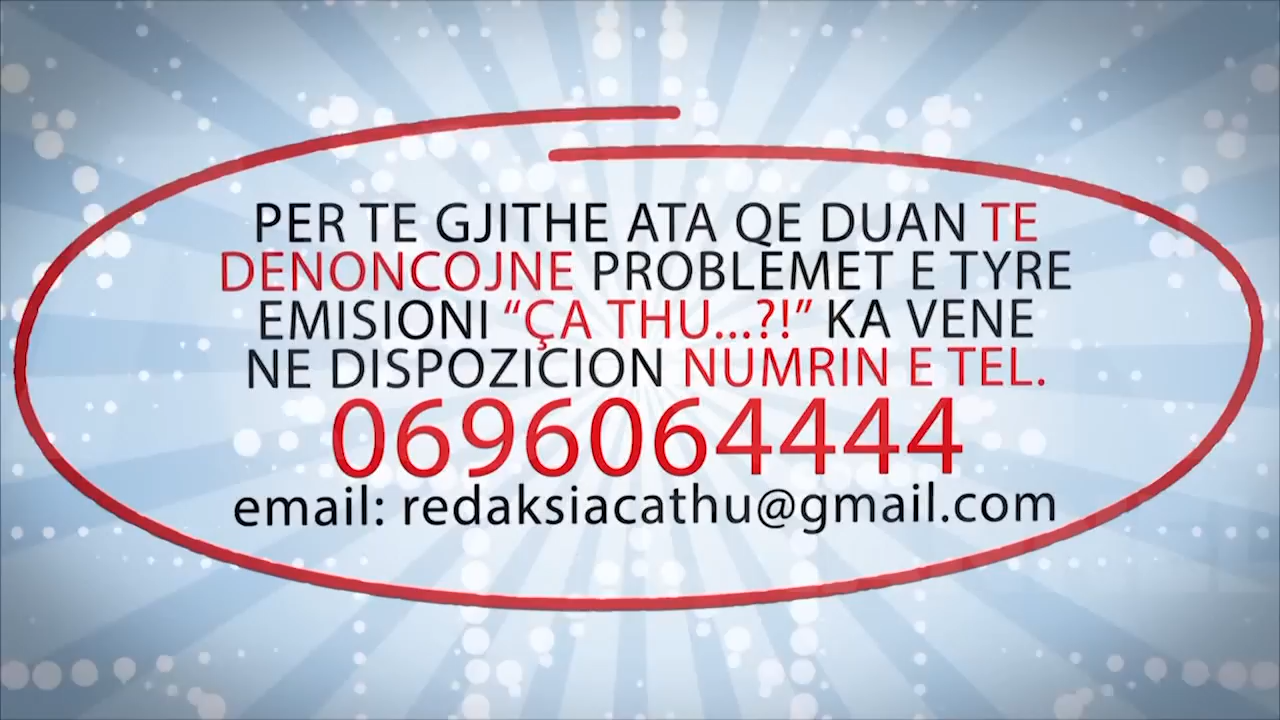 PER TE GJITHE ATA QE DUAN TE
DENONCOJNE PROBLEMET E TYRE
EMISIONI “ÇA THU...?!” KA VENE
NE DISPOZICION NUMRIN E TEL.
0696064444
email: redaksiacathu@gmail.com